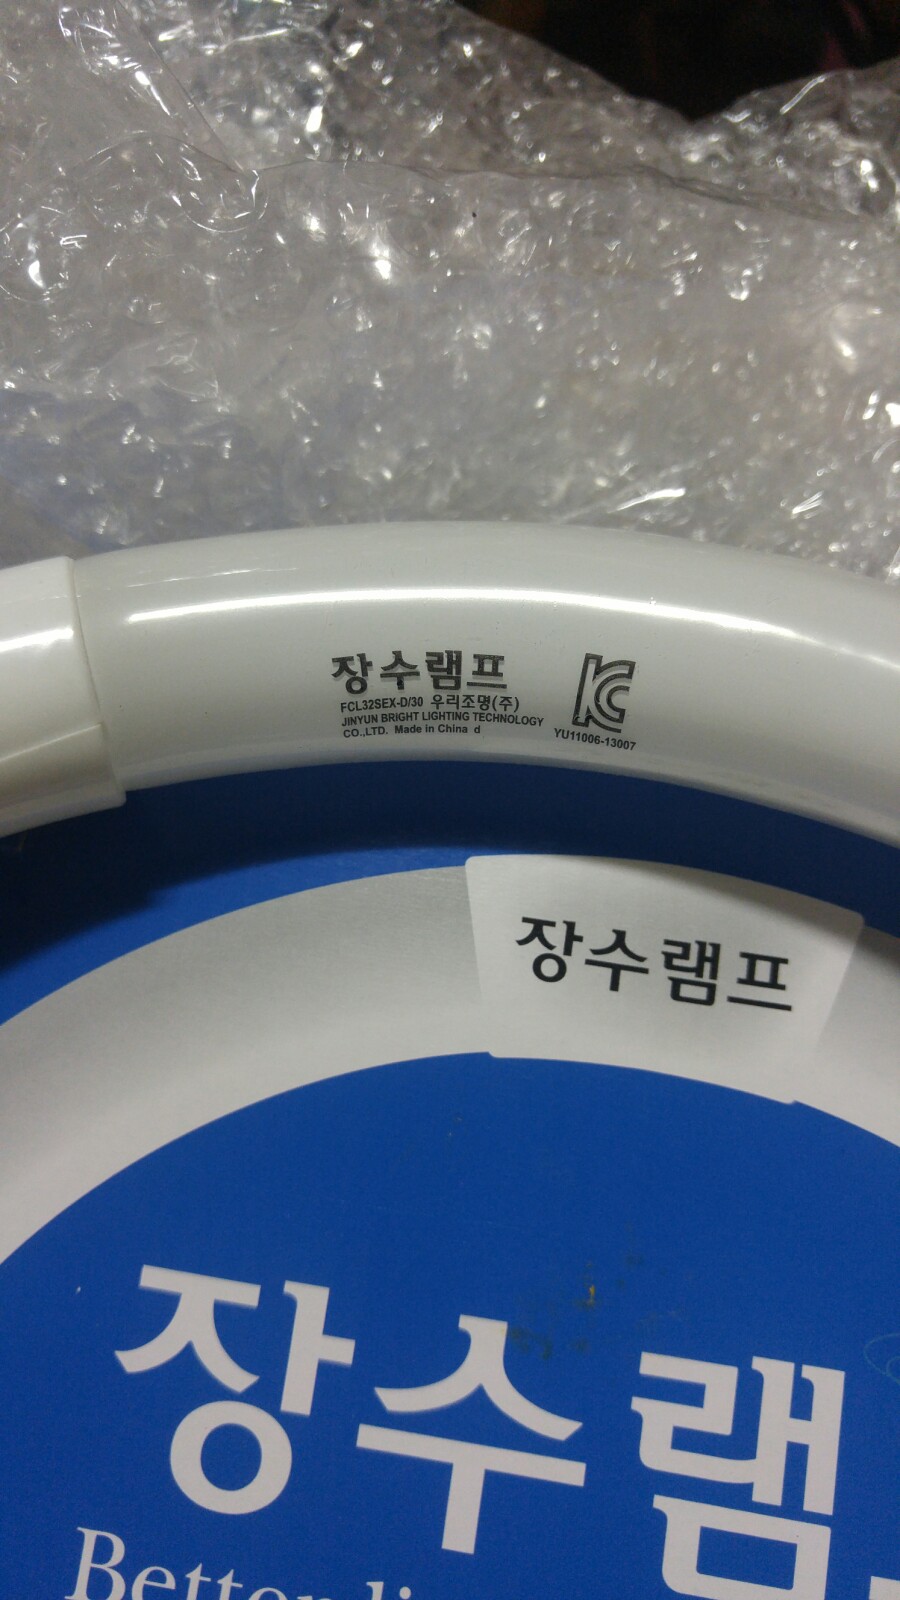 장수램프
FCL32SEX-D/30 우리조명(주)
JINYUN BRIGHT LIGHTING TECHNOLOGY
CO.,LTD. Made in China d
KC
YU11006-13007
장수램프
장수램